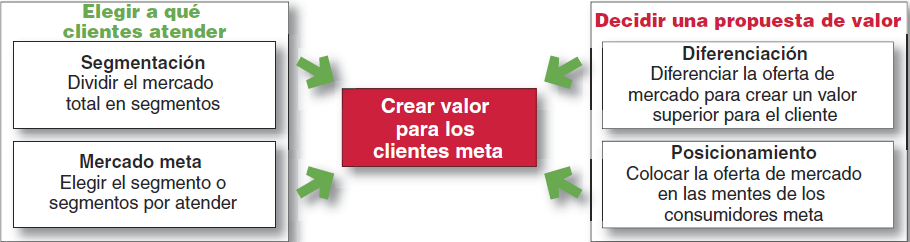 Elegir a qué
clientes atender
Segmentación
Dividir el mercado
total en segmentos
Mercado meta
Elegir el segmento o
segmentos por atender
Crear valor
para los
clientes meta
Decidir una propuesta de valor
Diferenciación
Diferenciar la oferta de
mercado para crear un valor
superior para el cliente
Posicionamiento
Colocar la oferta de mercado
en las mentes de los
consumidores meta